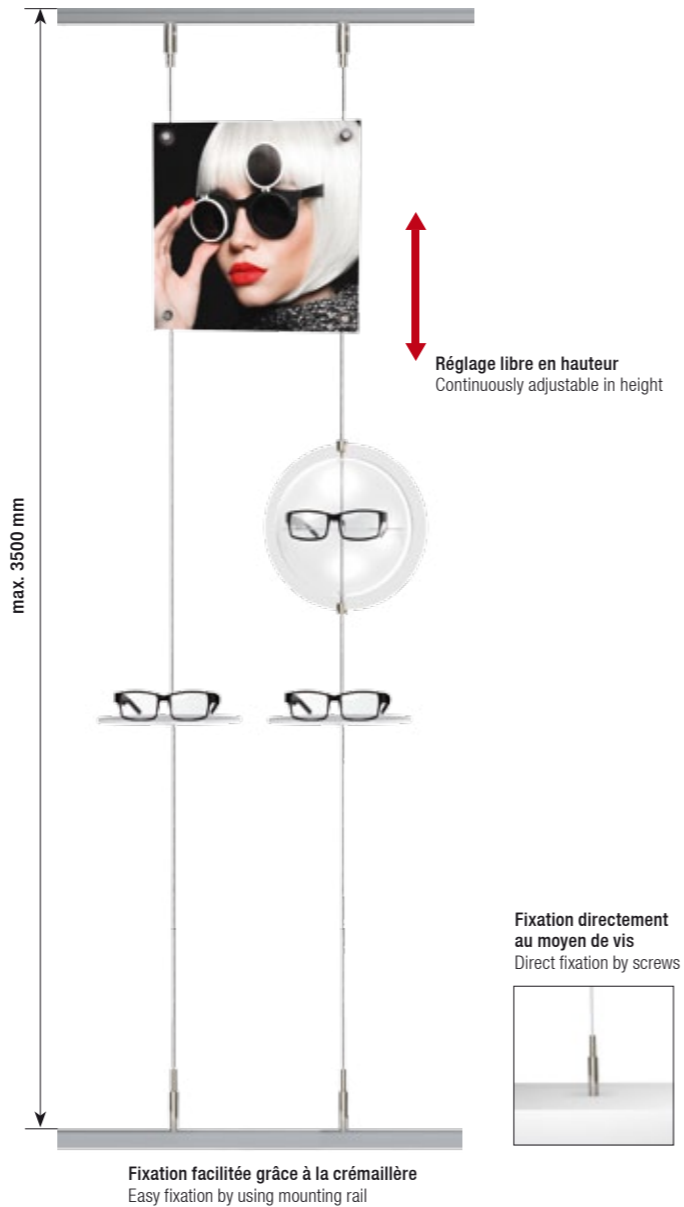 Réglage libre en hauteur
Continuously adjustable in height
max. 3500 mm
Fixation directement
au moyen de vis
Direct fixation by screws
Fixation facilitée grâce à la crémaillère
Easy fixation by using mounting rail